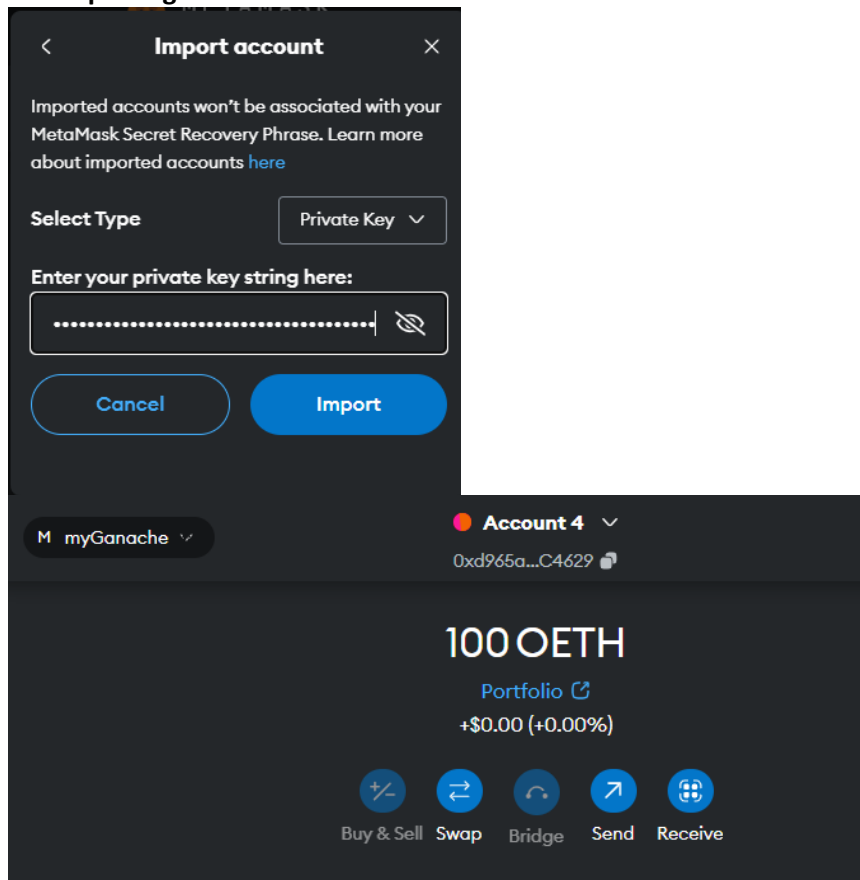 Import account
Imported accounts won't be associated with your
MetaMask Secret Recovery Phrase. Learn more
about imported accounts here
Select Type
Private Key
Enter your private key string here:
Cancel
Import
M myGanache
Account 4
0xd965a...C4629
100 OETH
Portfolio
+$0.00 (+0.00%)
Buy & Sell Swap Bridge Send Receive